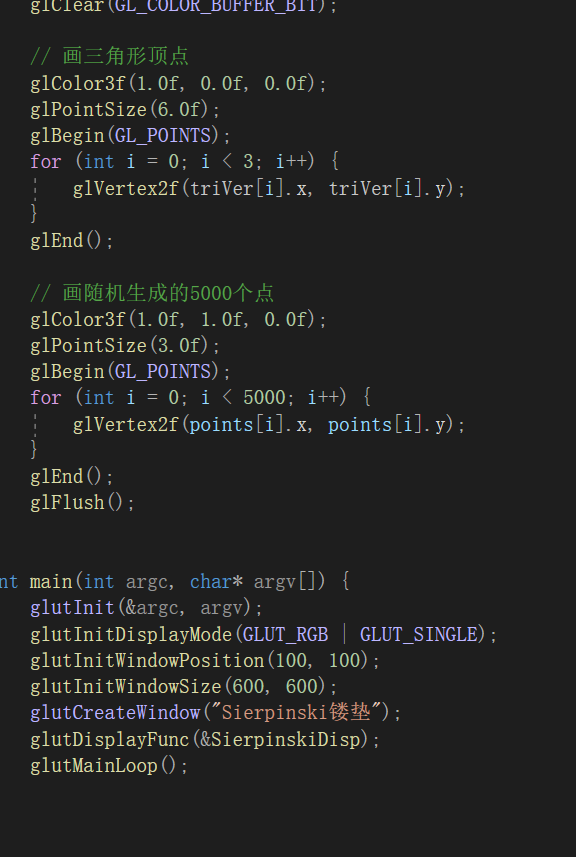 glClear(GL_COLOR_BUFFER_BIT);
// 画三角形顶点
glColor3f(1.0f, 0.0f, 0.0f);
glPointSize(6.0f);
glBegin(GL_POINTS);
for (int i = 0; i < 3; i++) {
glVertex2f(triVer[i].x, triVer[i].y);
}
glEnd();
// 画随机生成的5000个点
glColor3f(1.0f, 1.0f, 0.0f);
glPointSize(3.0f);
glBegin(GL_POINTS);
for (int i = 0; i < 5000; i++) {
glVertex2f(points[i].x, points[i].y);
}
glEnd();
glFlush();
nt main(int argc, char* argv[]) {
glutInit(&argc, argv);
glutInitDisplayMode(GLUT_RGB | GLUT_SINGLE);
glutInitWindowPosition(100, 100);
glutInitWindowSize(600, 600);
glutCreateWindow("Sierpinski镂垫");
glutDisplayFunc(&SierpinskiDisp);
glutMainLoop();